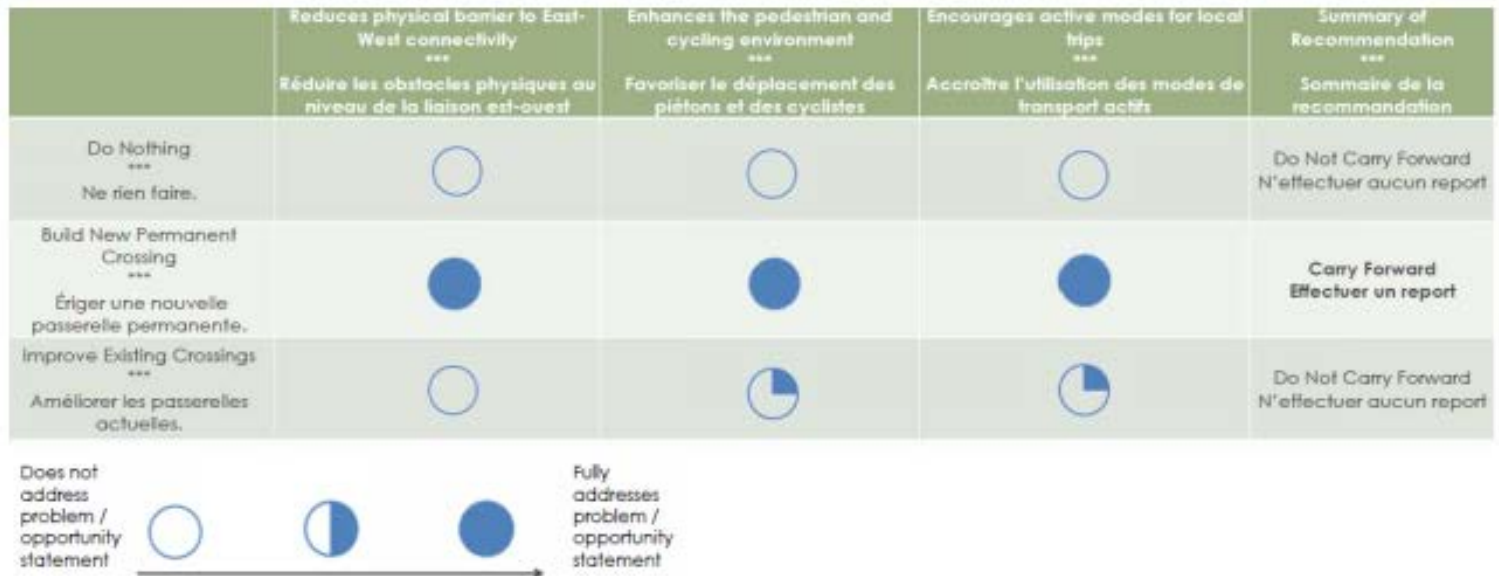 Reduces physical barrier to East-
West connectivity
***
Réduire les obstacles physiques au
niveau de la liaison est-ouest
Enhances the pedestrian and
cycling environment
***
Favoriser le déplacement des
piétons et des cyclistes
Encourages active modes for local
trips
***
Accroître l'utilisation des modes de
transport actifs
Summary of
Recommendation
***
Sommaire de la
recommandation
Do Nothing
***
Ne rien faire.
Do Not Carry Forward
N'effectuer aucun report
Build New Permanent
Crossing
***
Ériger une nouvelle
passerelle permanente.
Carry Forward
Effectuer un report
Improve Existing Crossings
***
Améliorer les passerelles
actuelles.
Do Not Carry Forward
N'effectuer aucun report
Does not
address
problem /
opportunity
statement
Fully
addresses
problem /
opportunity
statement